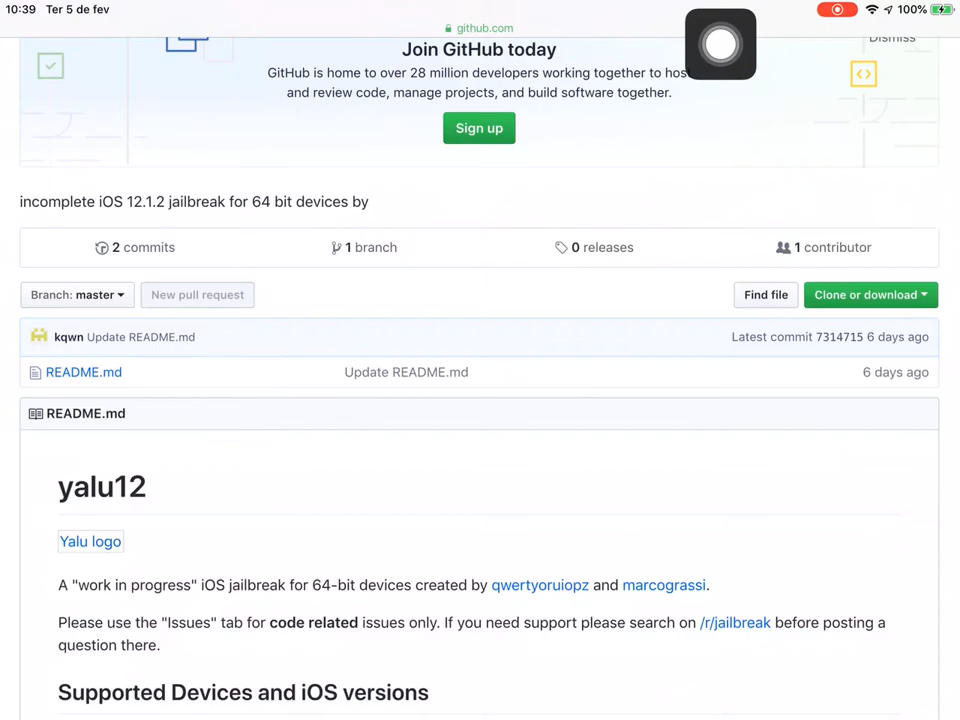 10:39 Ter 5 de fev
100%
github.com
Dismiss
Join GitHub today
GitHub is home to over 28 million developers working together to host
and review code, manage projects, and build software together.
Sign up
incomplete iOS 12.1.2 jailbreak for 64 bit devices by
2 commits
1 branch
0 releases
1 contributor
Branch: master
New pull request
Find file
Clone or download
kqwn Update README.md
Latest commit 7314715 6 days ago
README.md
Update README.md
6 days ago
README.md
yalu12
Yalu logo
A "work in progress" iOS jailbreak for 64-bit devices created by qwertyoruiopz and marcograssi.
Please use the "Issues" tab for code related issues only. If you need support please search on /r/jailbreak before posting a
question there.
Supported Devices and iOS versions